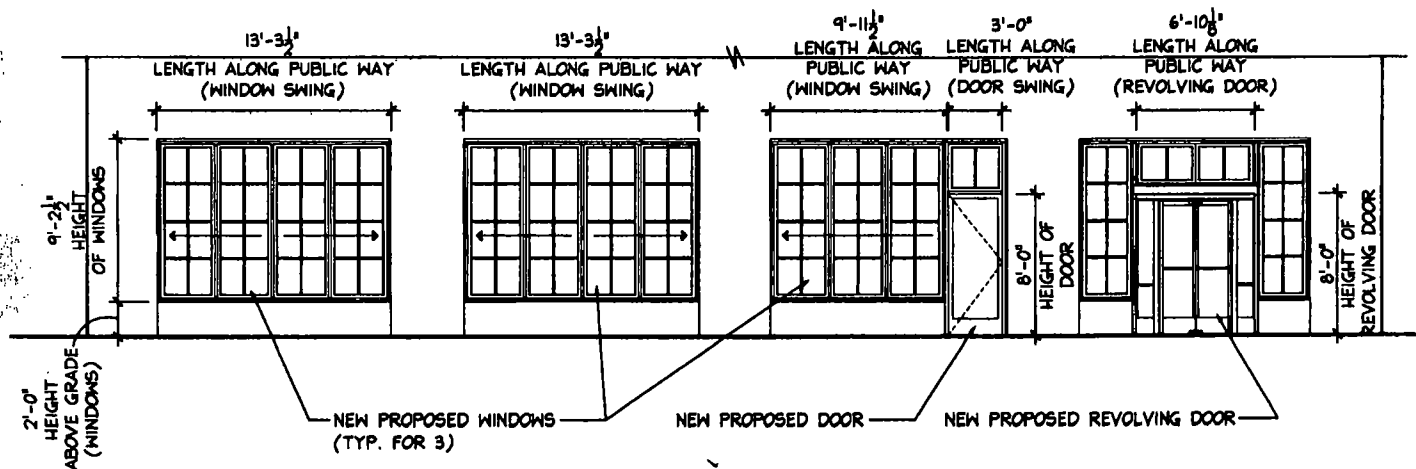 13'-3½"
LENGTH ALONG PUBLIC WAY
(WINDOW SWING)
13'-3½"
LENGTH ALONG PUBLIC WAY
(WINDOW SWING)
9'-11½"
LENGTH ALONG
PUBLIC WAY
(WINDOW SWING)
3'-0"
LENGTH ALONG
PUBLIC WAY
(DOOR SWING)
6'-10⅛"
LENGTH ALONG
PUBLIC WAY
(REVOLVING DOOR)
9'-2½"
HEIGHT
OF WINDOWS
8'-0"
HEIGHT OF
DOOR
8'-0"
HEIGHT OF
REVOLVING DOOR
2'-0"
HEIGHT
ABOVE GRADE
(WINDOWS)
NEW PROPOSED WINDOWS
(TYP. FOR 3)
NEW PROPOSED DOOR
NEW PROPOSED REVOLVING DOOR